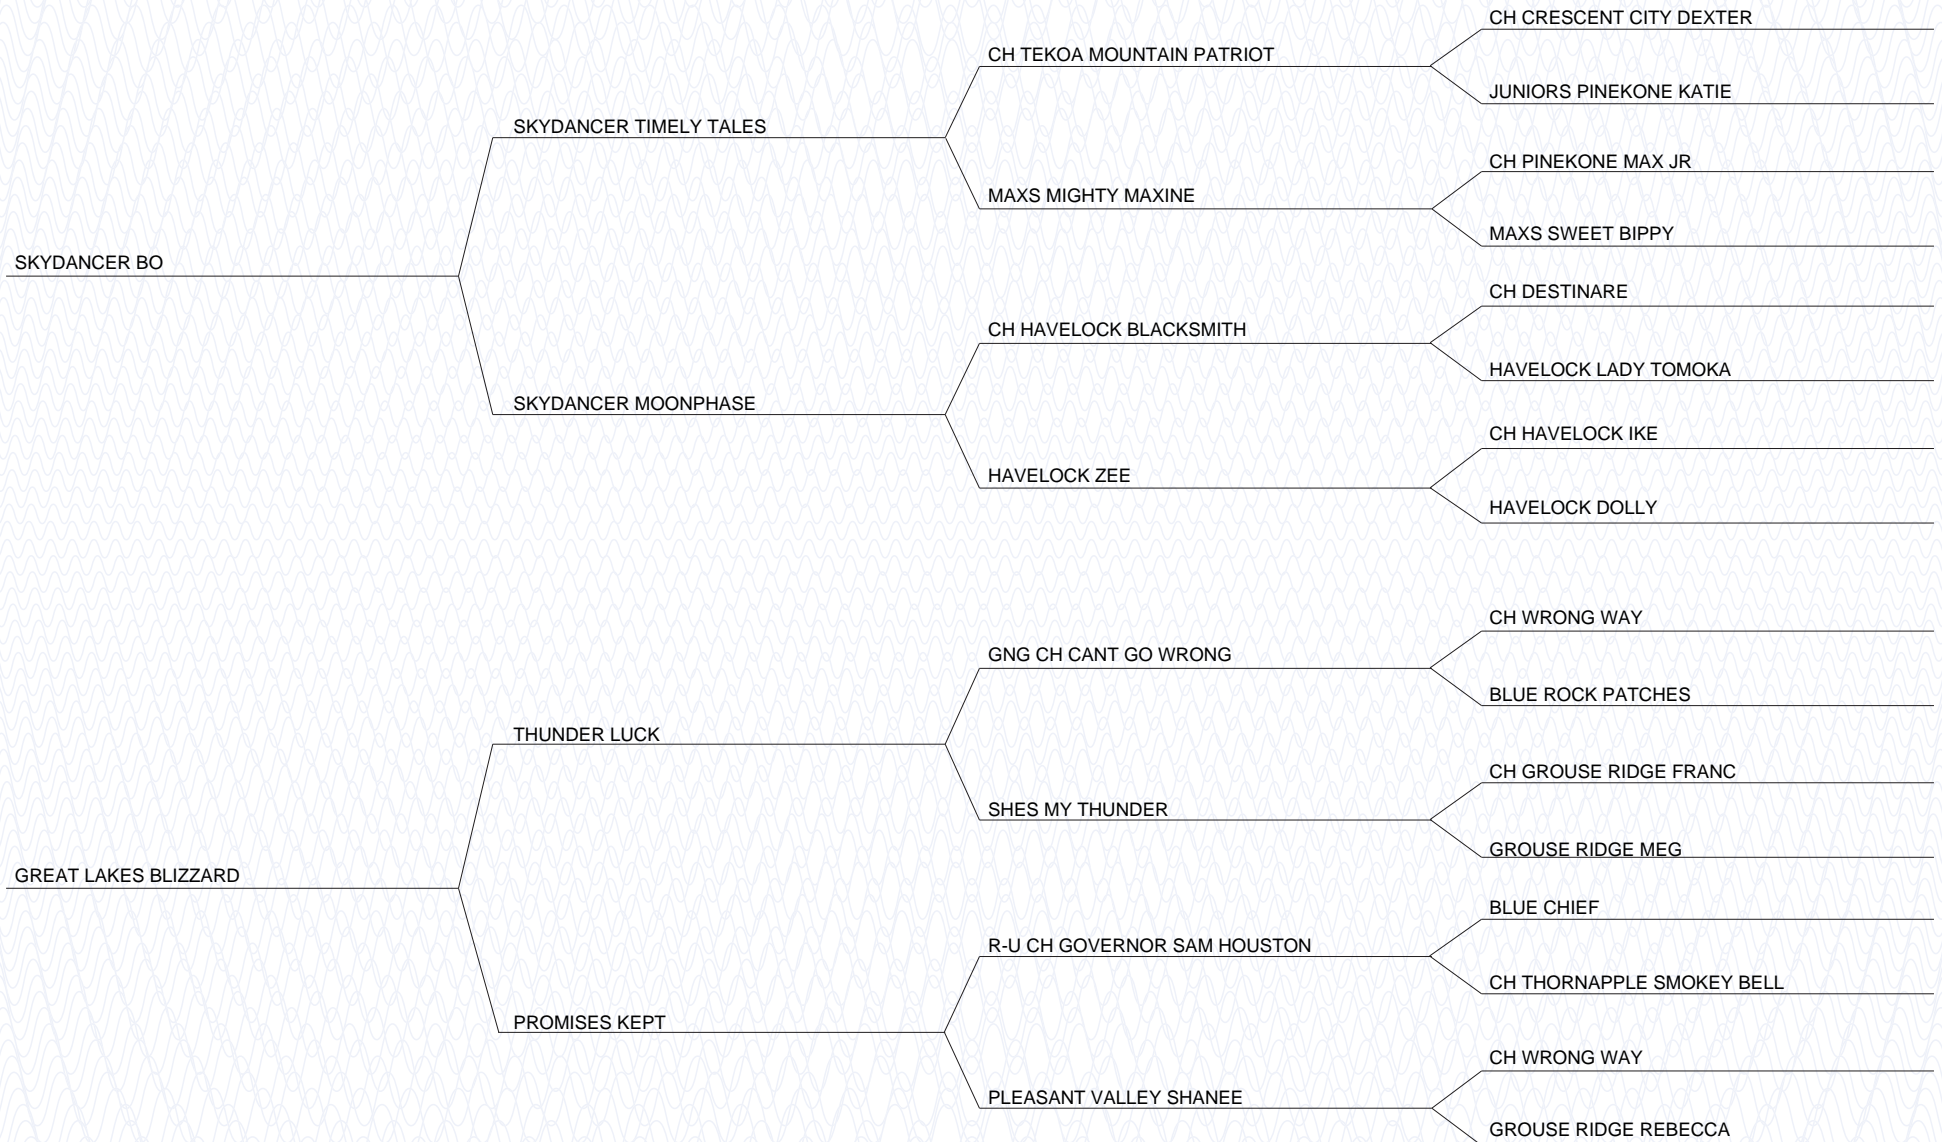 CH CRESCENT CITY DEXTER
CH TEKOA MOUNTAIN PATRIOT
JUNIORS PINEKONE KATIE
SKYDANCER TIMELY TALES
CH PINEKONE MAX JR
MAXS MIGHTY MAXINE
MAXS SWEET BIPPY
SKYDANCER BO
CH DESTINARE
CH HAVELOCK BLACKSMITH
HAVELOCK LADY TOMOKA
SKYDANCER MOONPHASE
CH HAVELOCK IKE
HAVELOCK ZEE
HAVELOCK DOLLY
CH WRONG WAY
GNG CH CANT GO WRONG
BLUE ROCK PATCHES
THUNDER LUCK
CH GROUSE RIDGE FRANC
SHES MY THUNDER
GROUSE RIDGE MEG
GREAT LAKES BLIZZARD
BLUE CHIEF
R-U CH GOVERNOR SAM HOUSTON
CH THORNAPPLE SMOKEY BELL
PROMISES KEPT
CH WRONG WAY
PLEASANT VALLEY SHANEE
GROUSE RIDGE REBECCA